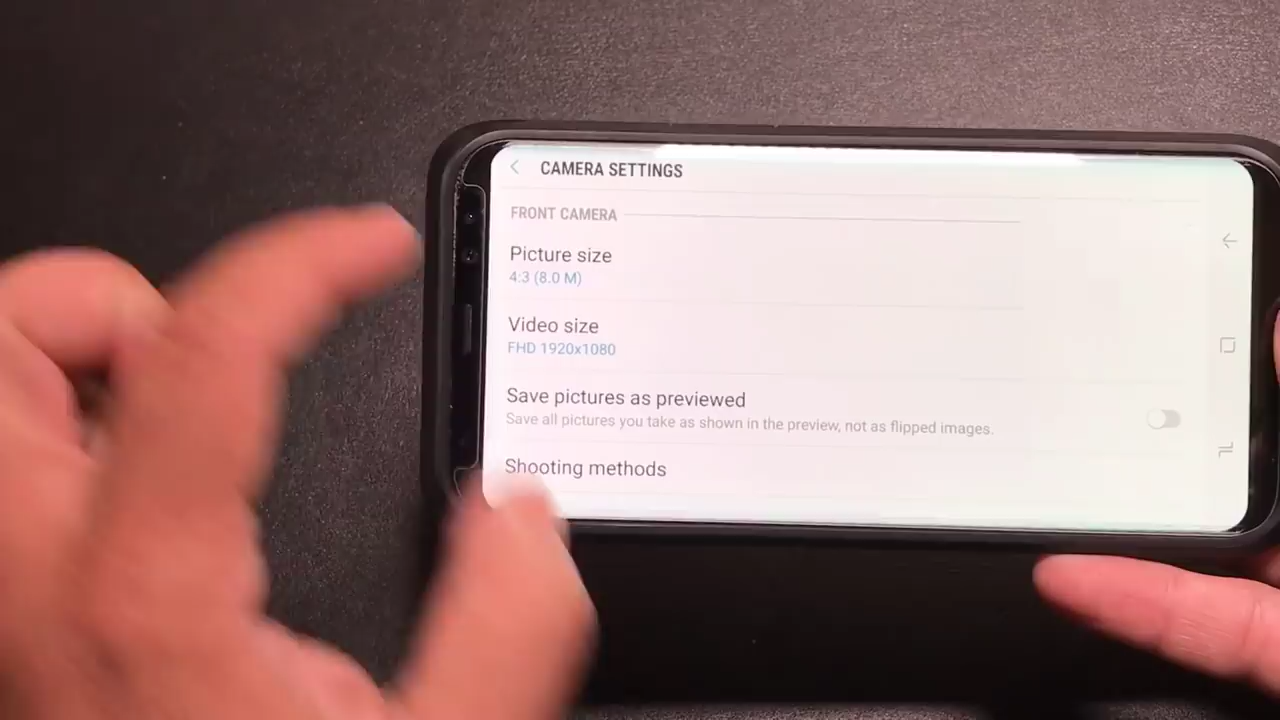 CAMERA SETTINGS
FRONT CAMERA
Picture size
4:3 (8.0 M)
Video size
FHD 1920x1080
Save pictures as previewed
Save all pictures you take as shown in the preview, not as flipped images.
Shooting methods